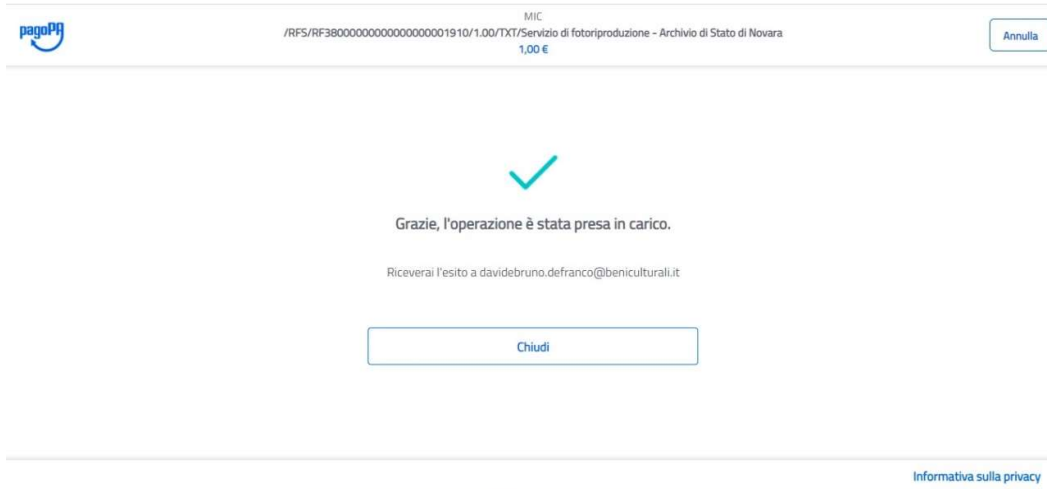 pagoPA
MIC
/RFS/RF38000000000000000001910/1.00/TXT/Servizio di fotoriproduzione - Archivio di Stato di Novara
1,00 €
Annulla
Grazie, l'operazione è stata presa in carico.
Riceverai l'esito a davidebruno.defranco@beniculturali.it
Chiudi
Informativa sulla privacy